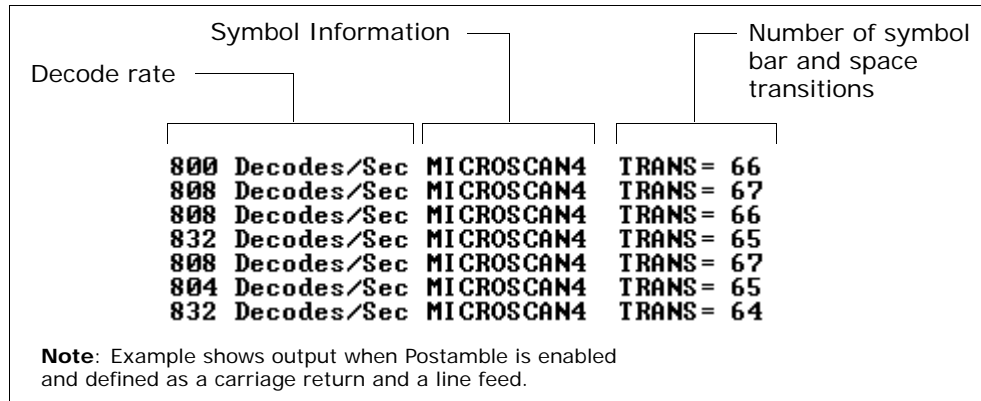 Symbol Information
Number of symbol
bar and space
transitions
Decode rate
800 Decodes/Sec MICROSCAN4 TRANS= 66
808 Decodes/Sec MICROSCAN4 TRANS= 67
808 Decodes/Sec MICROSCAN4 TRANS= 66
832 Decodes/Sec MICROSCAN4 TRANS= 65
808 Decodes/Sec MICROSCAN4 TRANS= 67
804 Decodes/Sec MICROSCAN4 TRANS= 65
832 Decodes/Sec MICROSCAN4 TRANS= 64
Note: Example shows output when Postamble is enabled
and defined as a carriage return and a line feed.